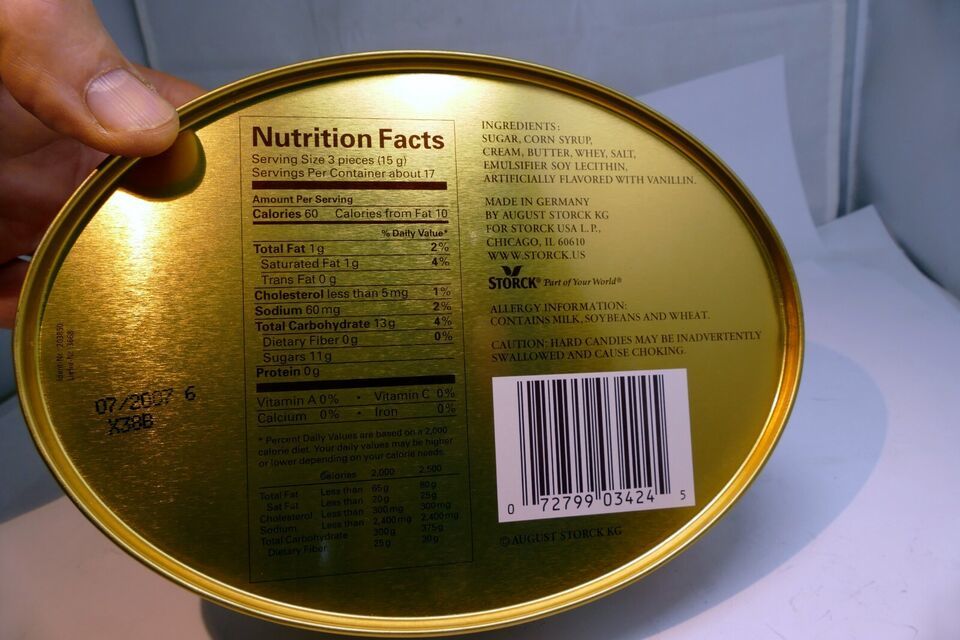 Nutrition Facts
Serving Size 3 pieces (15 g)
Servings Per Container about 17
Amount Per Serving
Calories 60 Calories from Fat 10
% Daily Value*
Total Fat 1g 2%
Saturated Fat 1g 4%
Trans Fat 0g
Cholesterol less than 5mg 1%
Sodium 60mg 2%
Total Carbohydrate 13g 4%
Dietary Fiber 0g 0%
Sugars 11g
Protein 0g
Vitamin A 0% • Vitamin C 0%
Calcium 0% • Iron 0%
* Percent Daily Values are based on a 2,000
calorie diet. Your daily values may be higher
or lower depending on your calorie needs.
Calories 2,000 2,500
Total Fat Less than 65g 80g
Sat Fat Less than 20g 25g
Cholesterol Less than 300mg 300mg
Sodium Less than 2,400mg 2,400mg
Total Carbohydrate 300g 375g
Dietary Fiber 25g 30g
INGREDIENTS:
SUGAR, CORN SYRUP,
CREAM, BUTTER, WHEY, SALT,
EMULSIFIER SOY LECITHIN,
ARTIFICIALLY FLAVORED WITH VANILLIN.
MADE IN GERMANY
BY AUGUST STORCK KG
FOR STORCK USA L.P.,
CHICAGO, IL 60610
WWW.STORCK.US
STORCK® Part of Your World®
ALLERGY INFORMATION:
CONTAINS MILK, SOYBEANS AND WHEAT.
CAUTION: HARD CANDIES MAY BE INADVERTENTLY
SWALLOWED AND CAUSE CHOKING.
0 72799 03424 5
© AUGUST STORCK KG
07/2007 6
X38B